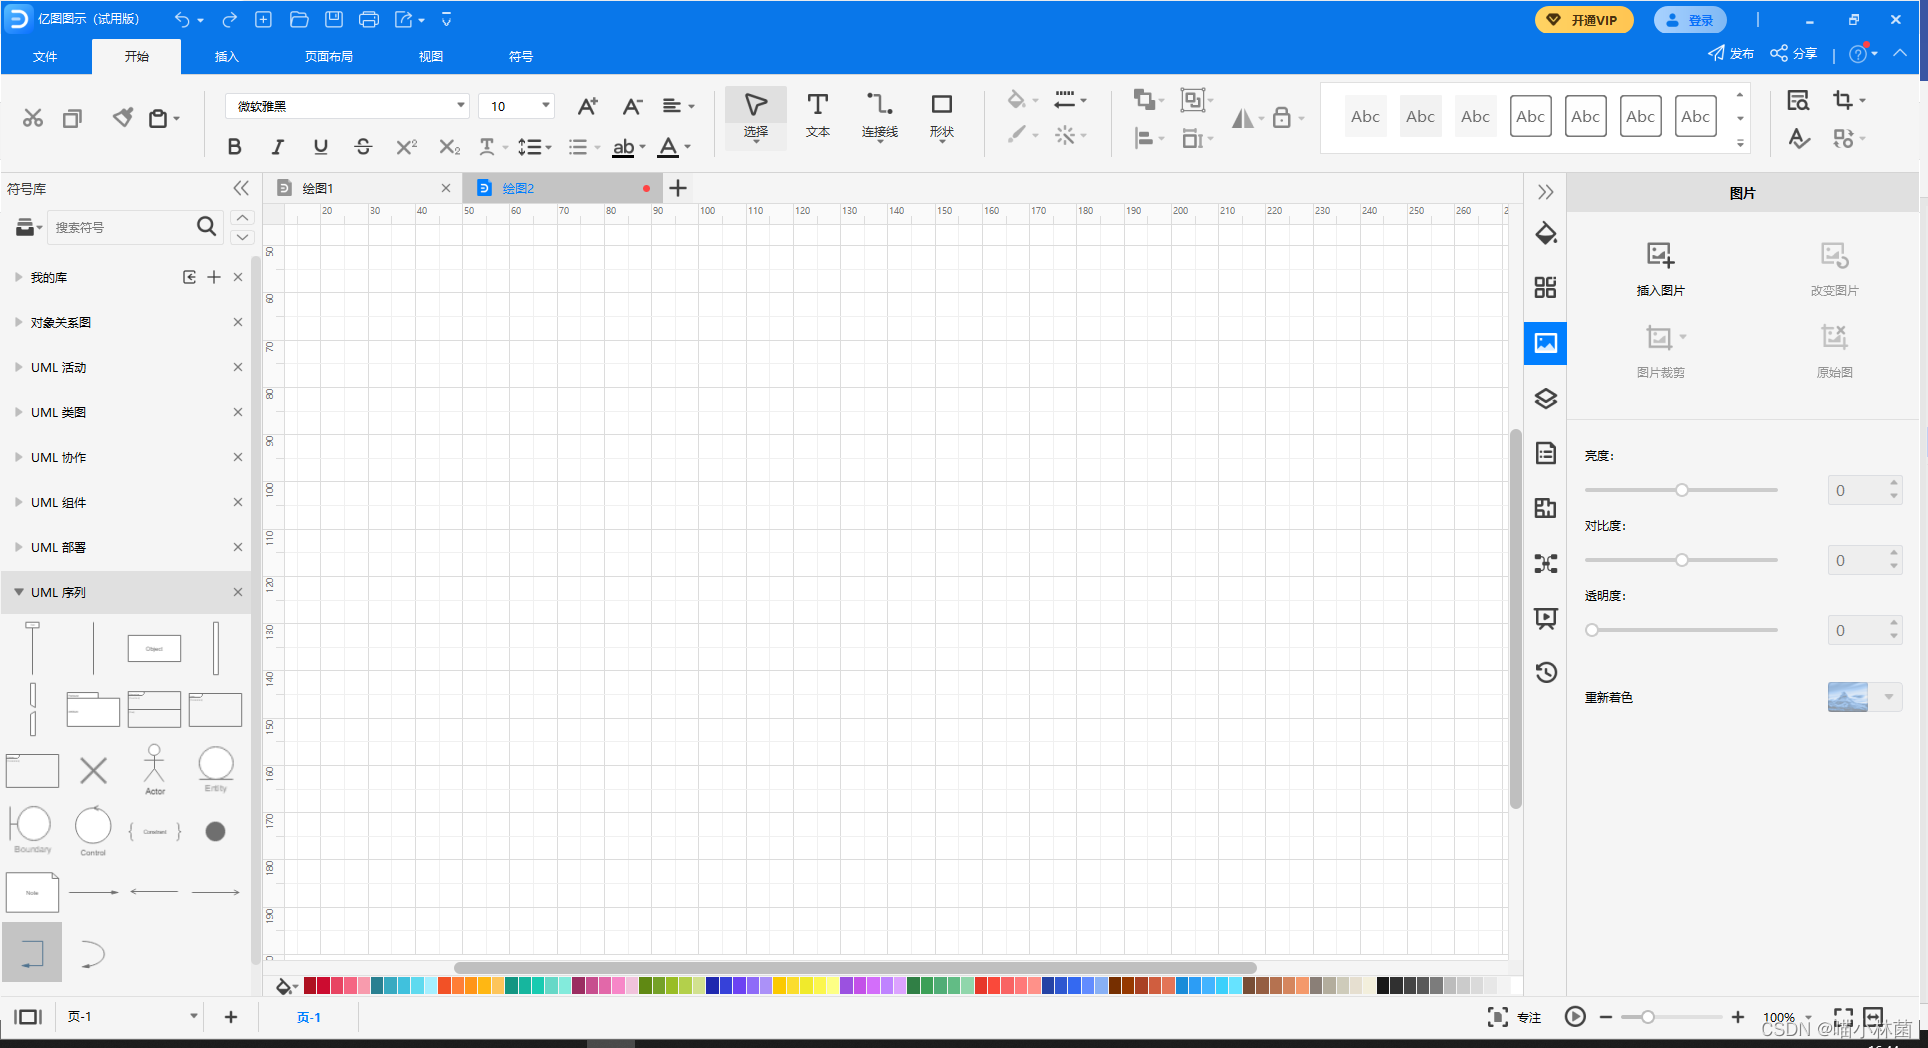 亿图图示（试用版）
开通VIP
登录
文件
开始
插入
页面布局
视图
符号
发布
分享
微软雅黑
10
选择
文本
连接线
形状
Abc Abc Abc Abc Abc Abc Abc
符号库
绘图1
绘图2
图片
20 30 40 50 60 70 80 90 100 110 120 130 140 150 160 170 180 190 200 210 220 230 240 250 260
搜索符号
我的库
对象关系图
UML 活动
UML 类图
UML 协作
UML 组件
UML 部署
UML 序列
Object
Actor
Entity
Boundary
Control
Constraint
Note
50
60
70
80
90
100
110
120
130
140
150
160
170
180
190
插入图片
改变图片
图片裁剪
原始图
亮度:
0
对比度:
0
透明度:
0
重新着色
页-1
页-1
专注
100%
CSDN @喵小林菌